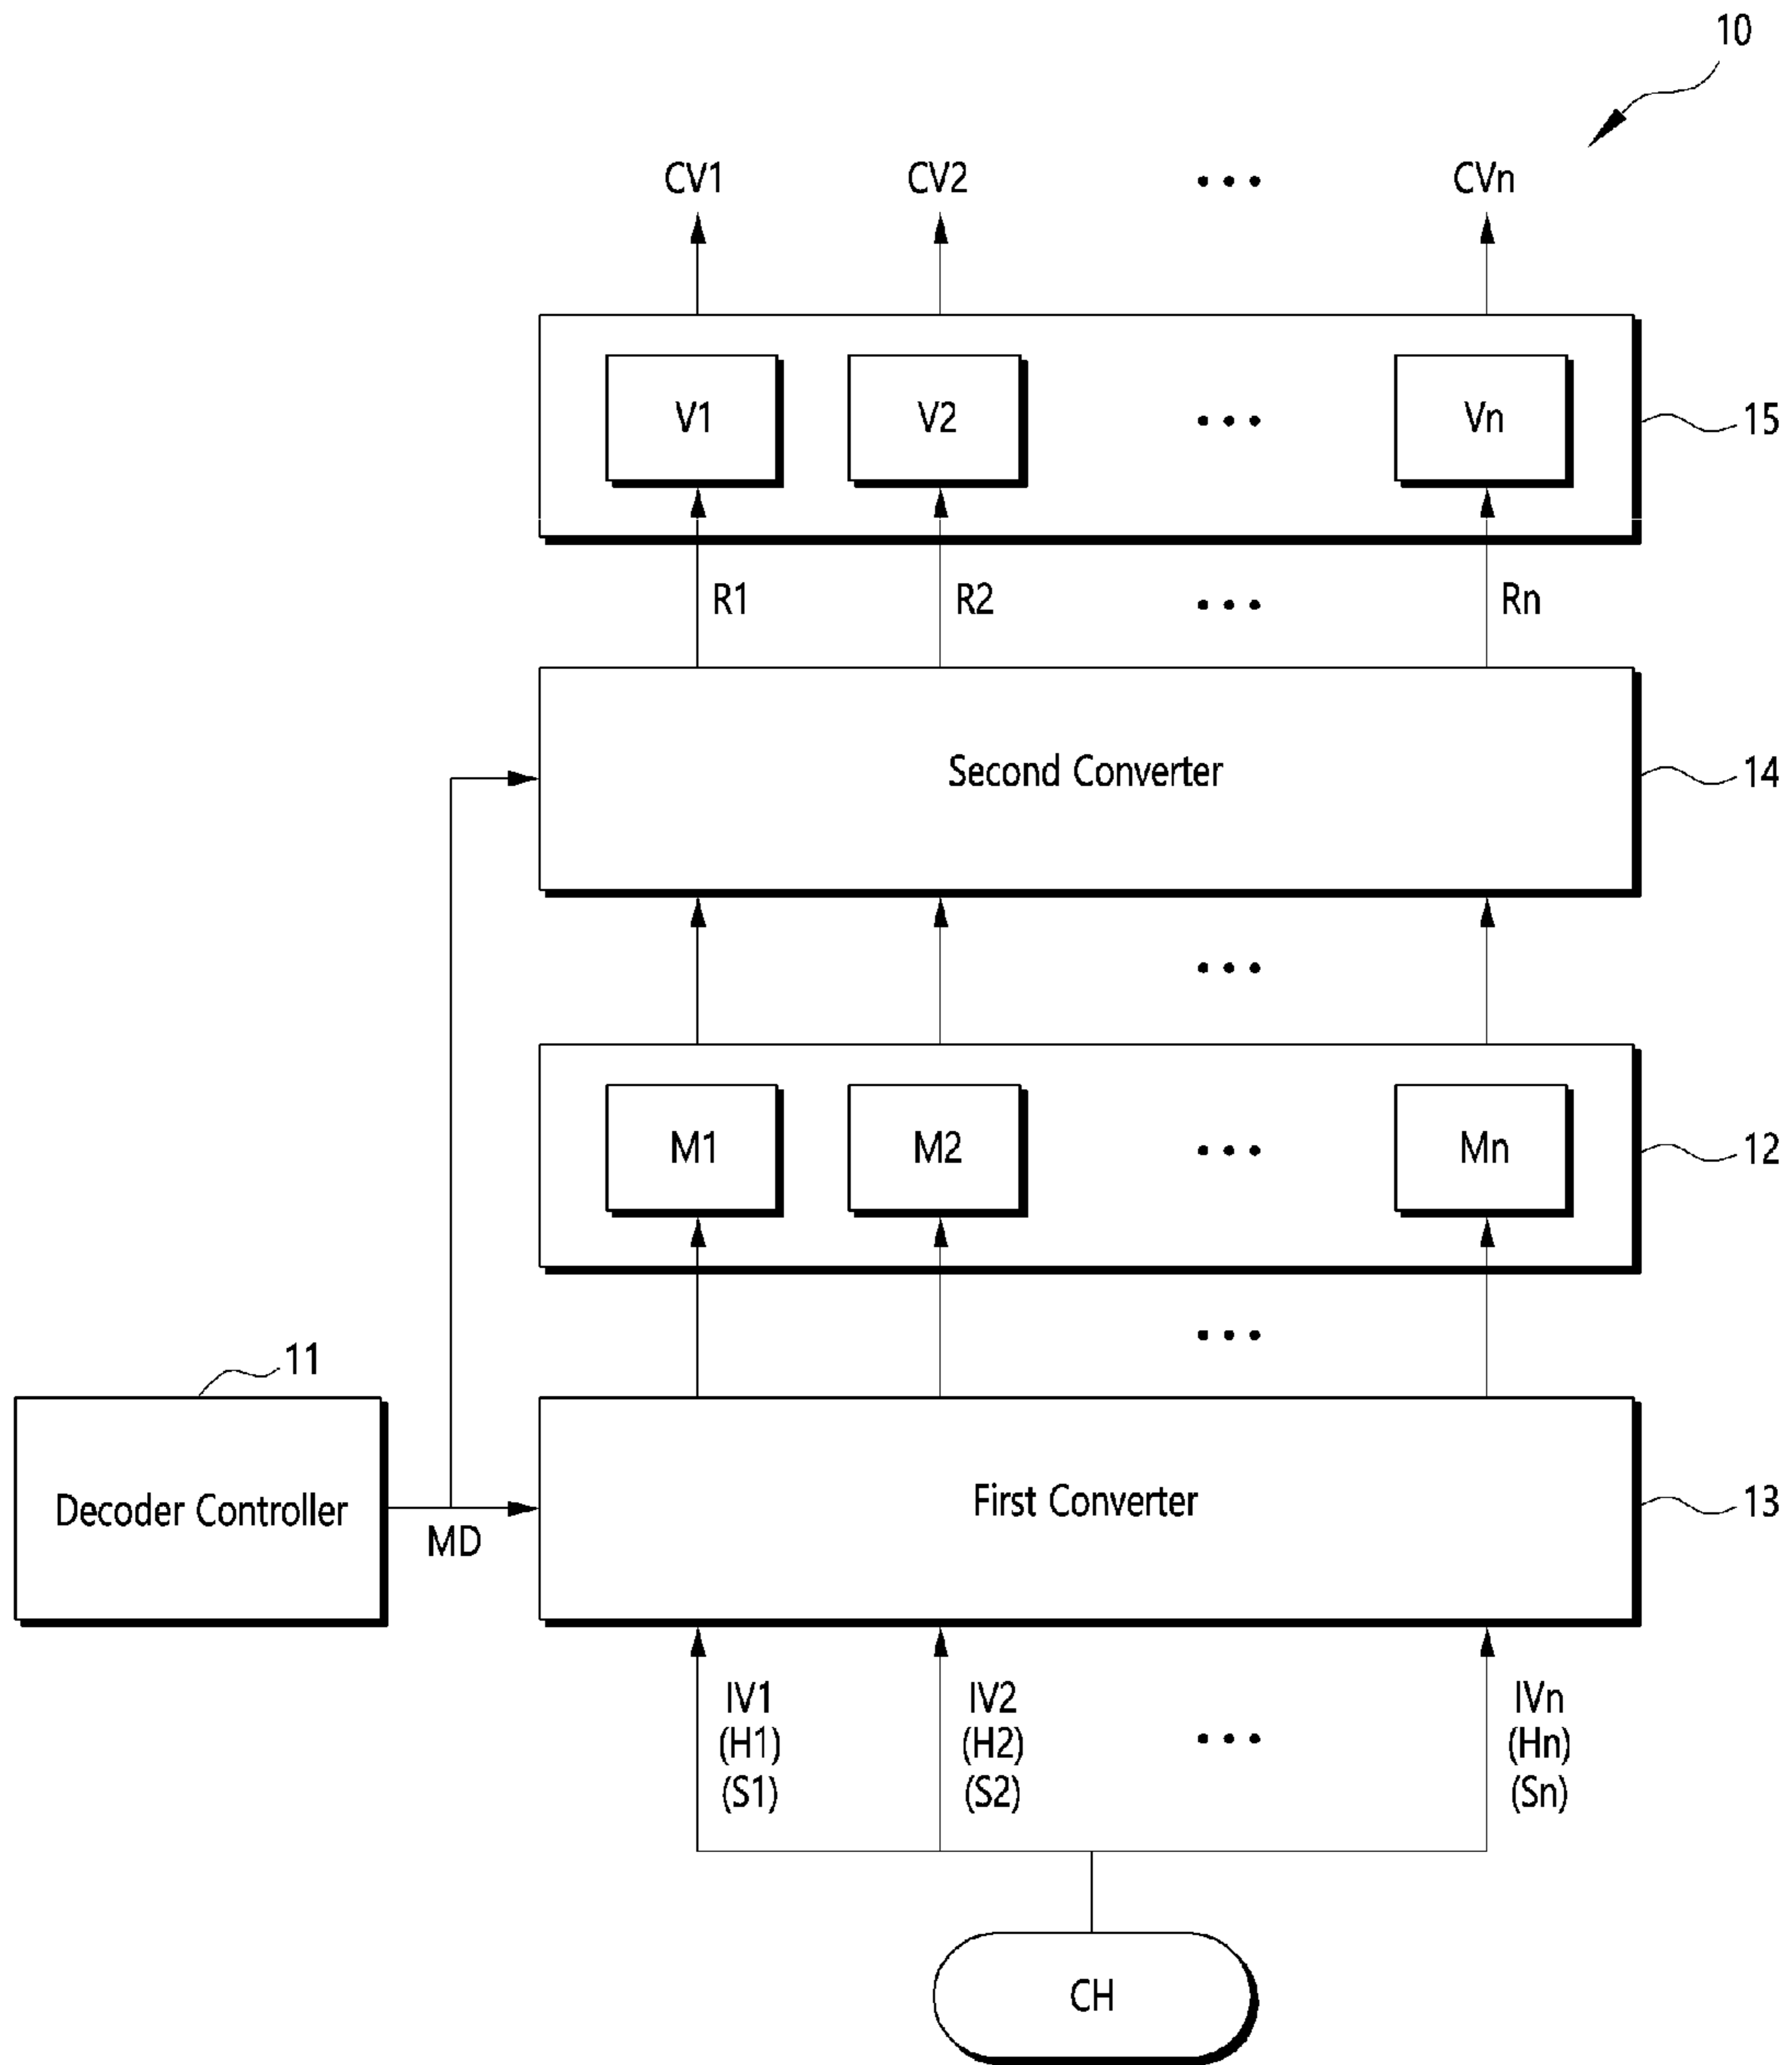 10
CV1 CV2 ••• CVn
V1 V2 ••• Vn
15
R1 R2 ••• Rn
Second Converter
14
•••
M1 M2 ••• Mn
12
•••
11
Decoder Controller
MD
First Converter
13
IV1 IV2 IVn
(H1) (H2) ••• (Hn)
(S1) (S2) (Sn)
CH